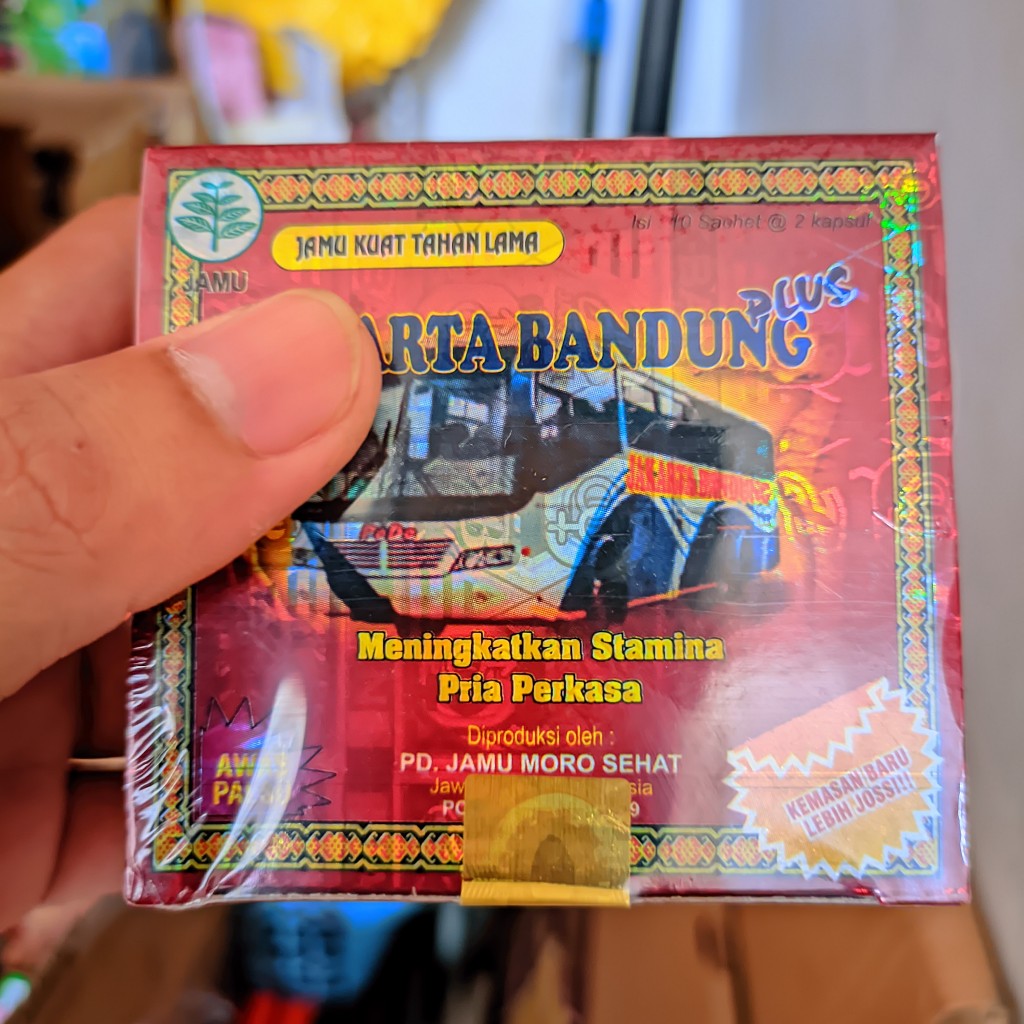 JAMU KUAT TAHAN LAMA
Isi : 10 Sachet @ 2 kapsul
JAMU
PLUS
ARTA BANDUNG
Meningkatkan Stamina
Pria Perkasa
Diproduksi oleh :
PD. JAMU MORO SEHAT
AWAS
KEMASAN BARU
LEBIH JOSS!!!